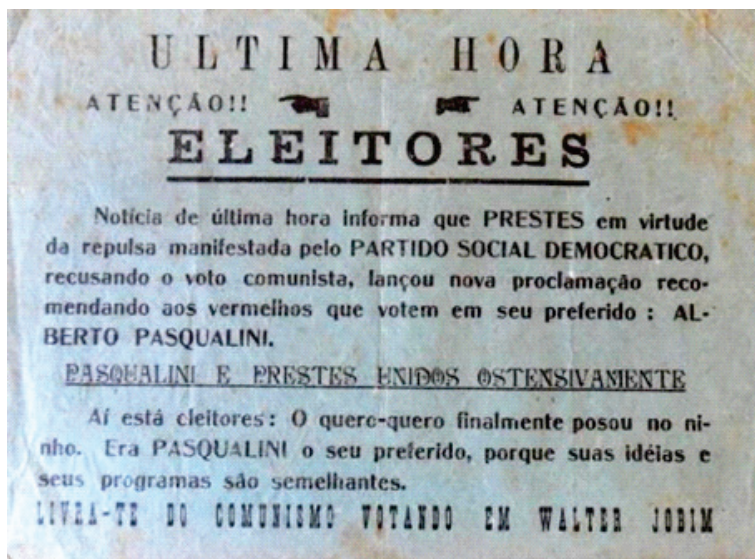 ULTIMA HORA
ATENÇÃO!! ATENÇÃO!!
ELEITORES
Notícia de última hora informa que PRESTES em virtude
da repulsa manifestada pelo PARTIDO SOCIAL DEMOCRATICO,
recusando o voto comunista, lançou nova proclamação reco-
mendando aos vermelhos que votem em seu preferido : AL-
BERTO PASQUALINI.
PASQUALINI E PRESTES UNIDOS OSTENSIVAMENTE
Aí está eleitores: O quero-quero finalmente posou no ni-
nho. Era PASQUALINI o seu preferido, porque suas idéias e
seus programas são semelhantes.
LIVRA-TE DO COMUNISMO VOTANDO EM WALTER JOBIM